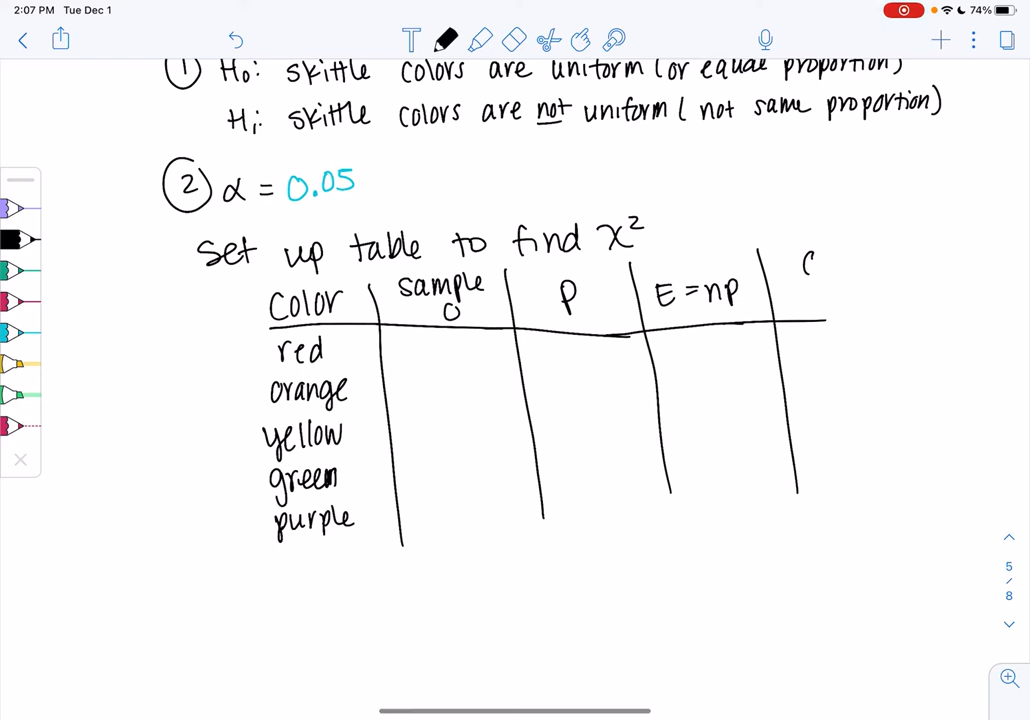 2:07 PM Tue Dec 1
74%
T
① H₀: skittle colors are uniform (or equal proportion)
H₁: skittle colors are not uniform (not same proportion)
② α = 0.05
Set up table to find χ²
Color sample O P E = np (
red
orange
yellow
green
purple
5
/
8